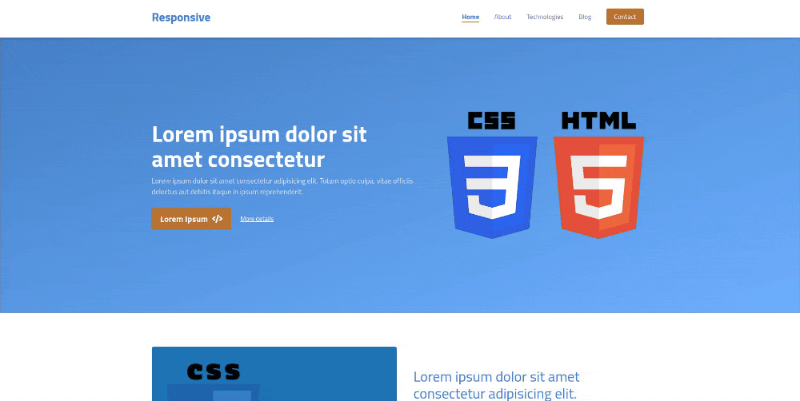 Responsive
Home
About
Technologies
Blog
Contact
Lorem ipsum dolor sit
amet consectetur
Lorem ipsum dolor sit amet consectetur adipisicing elit. Totam optio culpa, vitae officiis
delectus aut debitis itaque in ipsum reprehenderit.
Lorem Ipsum </>
More details
CSS
3
HTML
5
CSS
Lorem ipsum dolor sit amet
consectetur adipisicing elit.